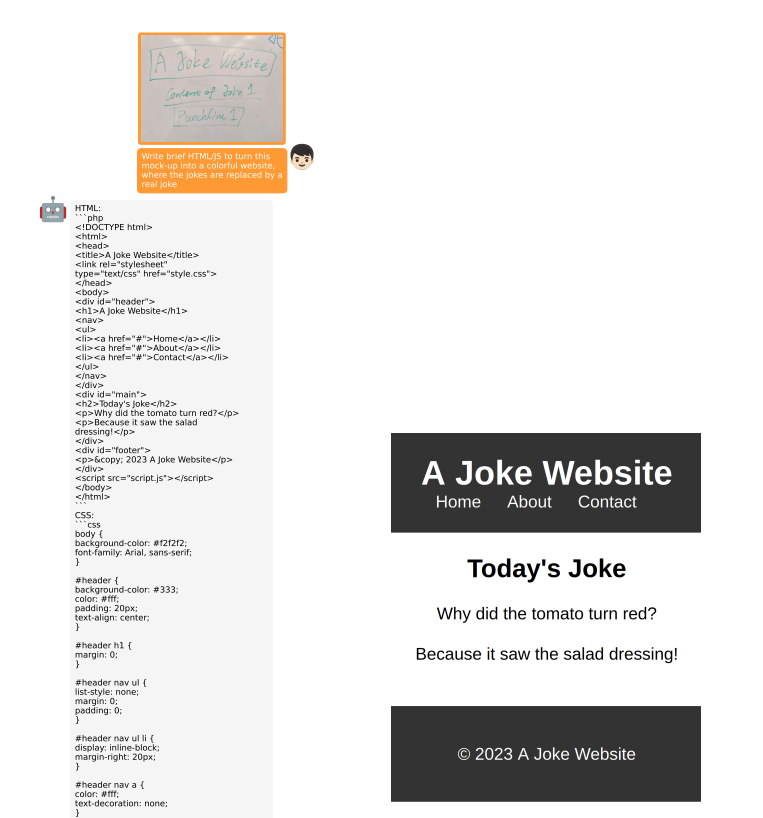 A Joke Website
Content of Joke 1
Punchline 1
Write brief HTML/JS to turn this
mock-up into a colorful website,
where the jokes are replaced by a
real joke
HTML:
```php
<!DOCTYPE html>
<html>
<head>
<title>A Joke Website</title>
<link rel="stylesheet"
type="text/css" href="style.css">
</head>
<body>
<div id="header">
<h1>A Joke Website</h1>
<nav>
<ul>
<li><a href="#">Home</a></li>
<li><a href="#">About</a></li>
<li><a href="#">Contact</a></li>
</ul>
</nav>
</div>
<div id="main">
<h2>Today's Joke</h2>
<p>Why did the tomato turn red?</p>
<p>Because it saw the salad
dressing!</p>
</div>
<div id="footer">
<p>&copy; 2023 A Joke Website</p>
</div>
<script src="script.js"></script>
</body>
</html>
```
CSS:
```css
body {
background-color: #f2f2f2;
font-family: Arial, sans-serif;
}
#header {
background-color: #333;
color: #fff;
padding: 20px;
text-align: center;
}
#header h1 {
margin: 0;
}
#header nav ul {
list-style: none;
margin: 0;
padding: 0;
}
#header nav ul li {
display: inline-block;
margin-right: 20px;
}
#header nav a {
color: #fff;
text-decoration: none;
}
A Joke Website
Home About Contact
Today's Joke
Why did the tomato turn red?
Because it saw the salad dressing!
© 2023 A Joke Website